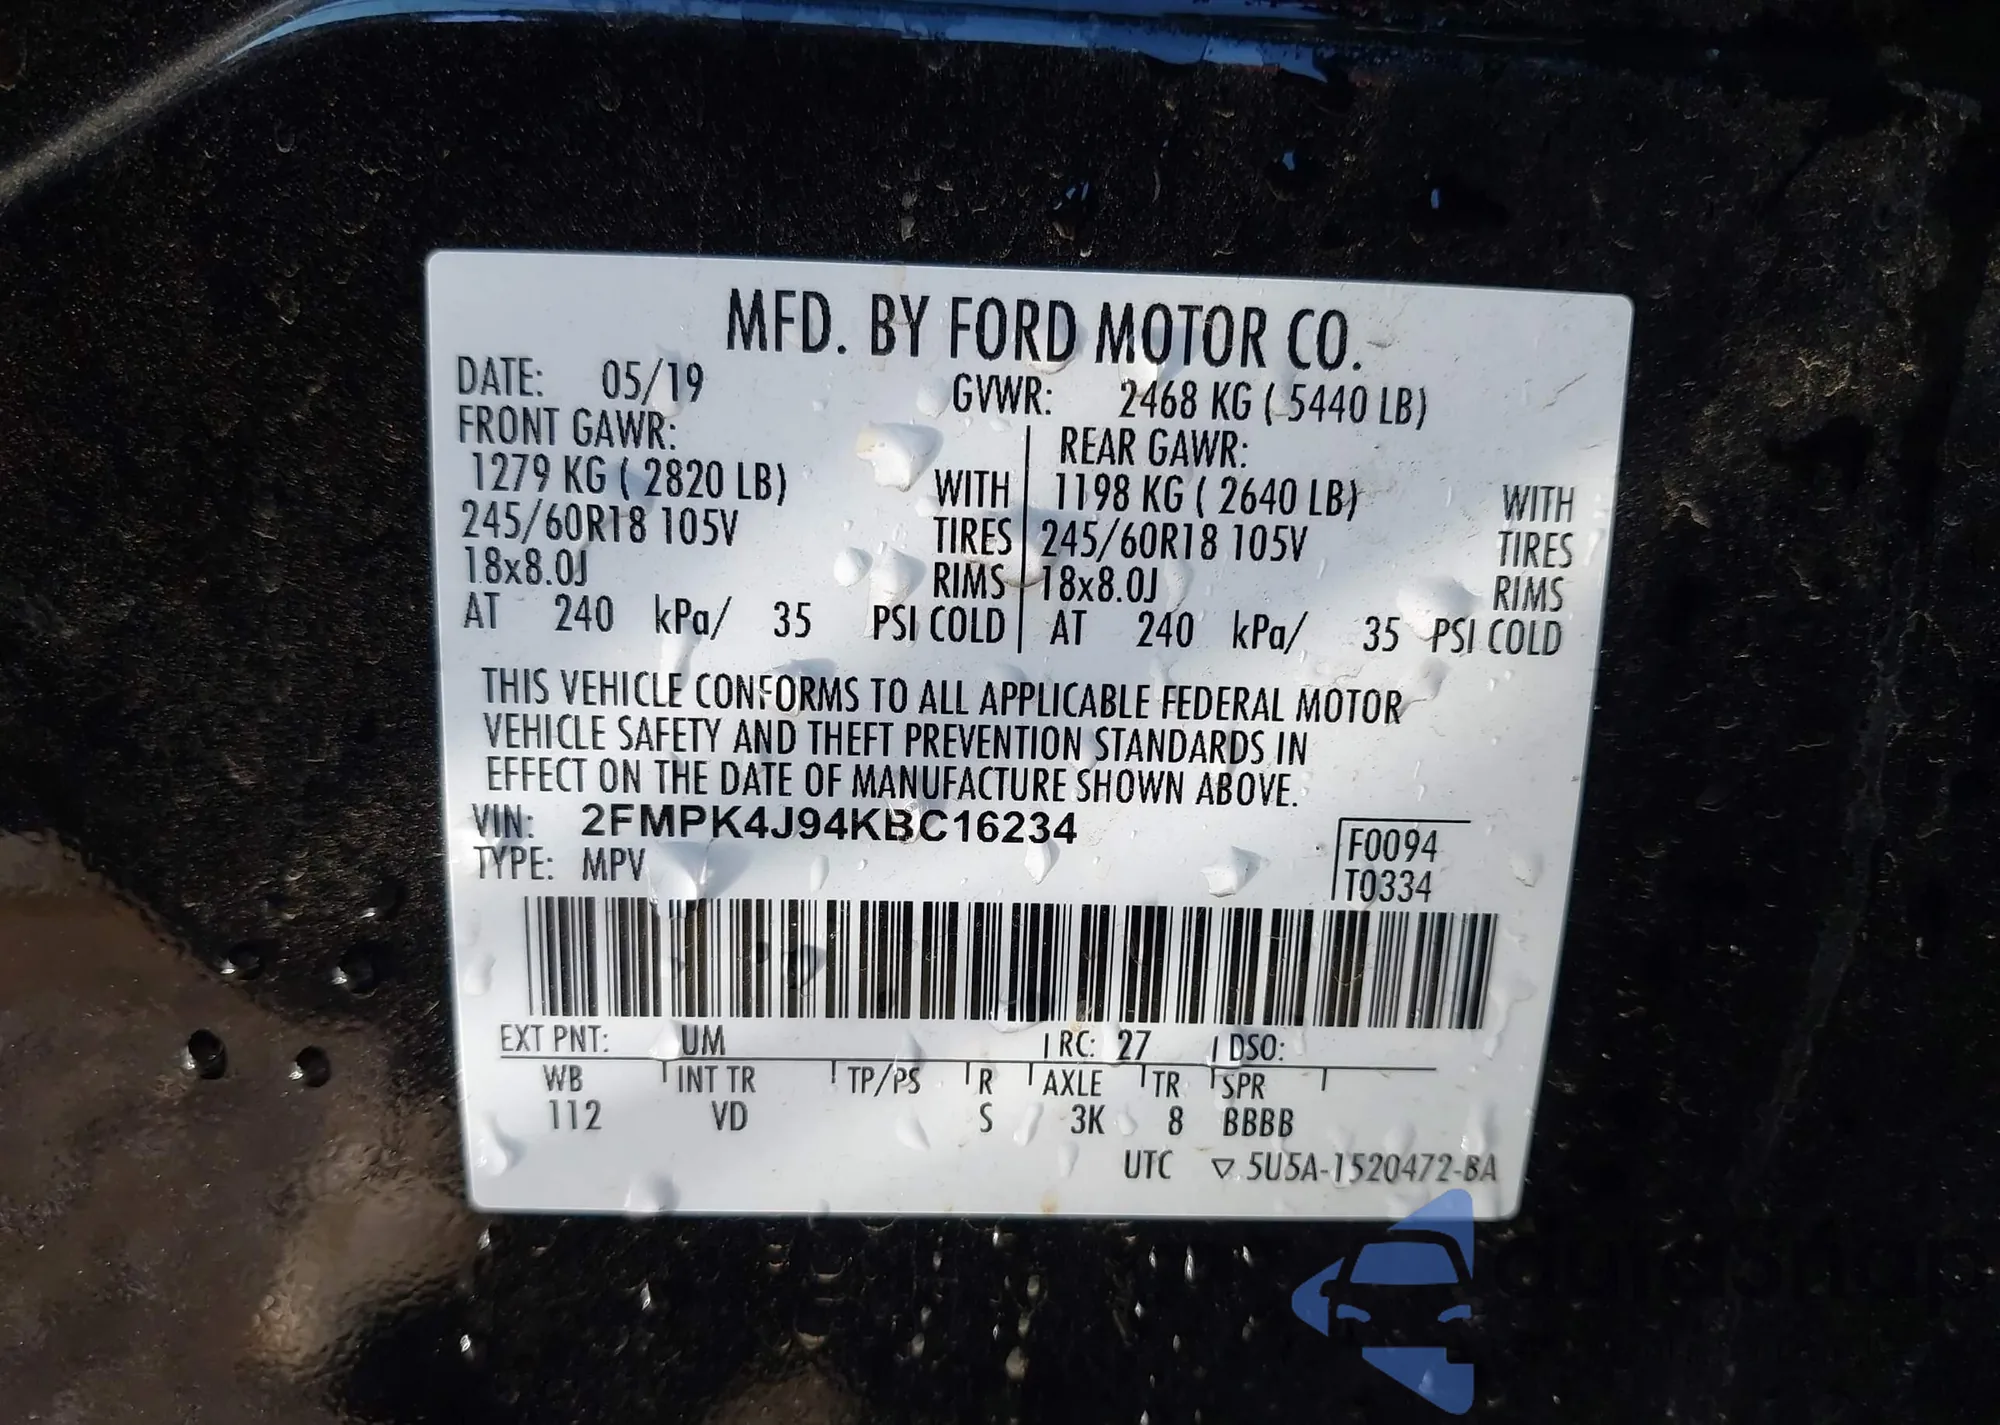 MFD. BY FORD MOTOR CO.
DATE: 05/19 GVWR: 2468 KG ( 5440 LB)
FRONT GAWR: REAR GAWR:
1279 KG ( 2820 LB) WITH 1198 KG ( 2640 LB) WITH
245/60R18 105V TIRES 245/60R18 105V TIRES
18x8.0J RIMS 18x8.0J RIMS
AT 240 kPa/ 35 PSI COLD AT 240 kPa/ 35 PSI COLD
THIS VEHICLE CONFORMS TO ALL APPLICABLE FEDERAL MOTOR
VEHICLE SAFETY AND THEFT PREVENTION STANDARDS IN
EFFECT ON THE DATE OF MANUFACTURE SHOWN ABOVE.
VIN: 2FMPK4J94KBC16234
TYPE: MPV
F0094
T0334
EXT PNT: UM RC: 27 DSO:
WB INT TR TP/PS R AXLE TR SPR
112 VD S 3K 8 BBBB
UTC ▽ 5U5A-1520472-BA